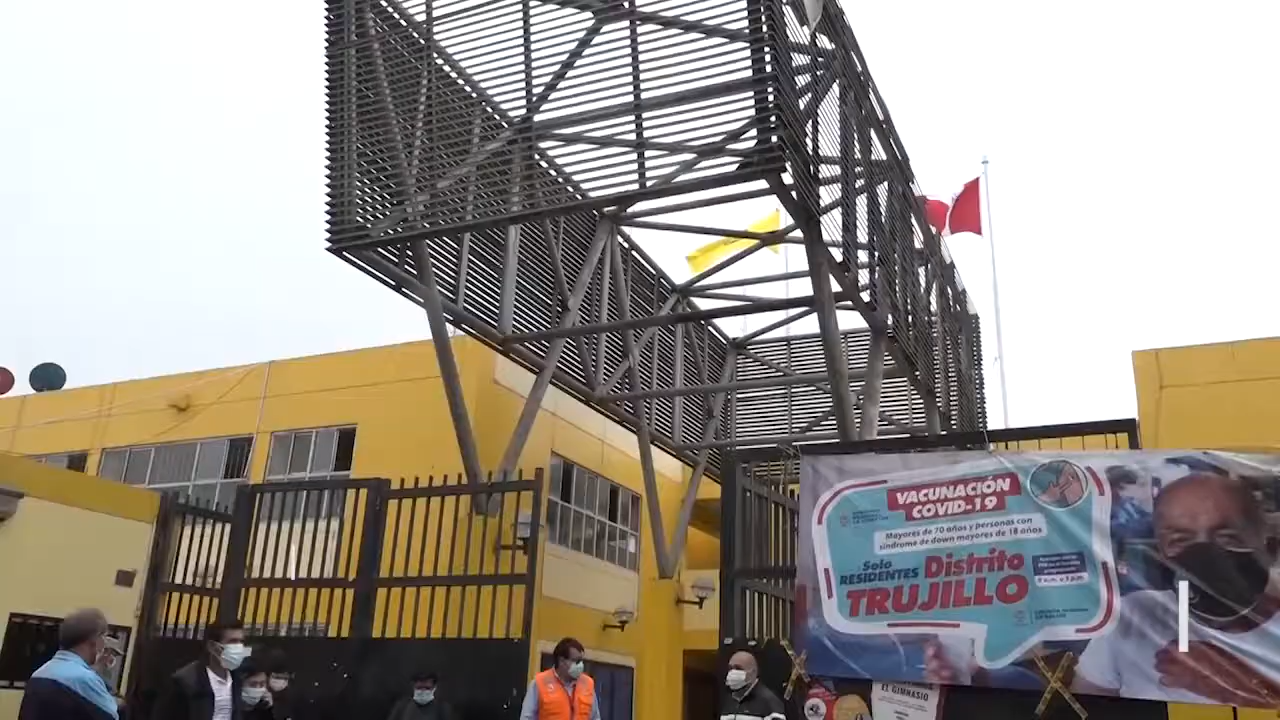 VACUNACIÓN
COVID-19
Mayores de 70 años y personas con
síndrome de down mayores de 18 años
Solo
RESIDENTES
Distrito
TRUJILLO
EL GIMNASIO